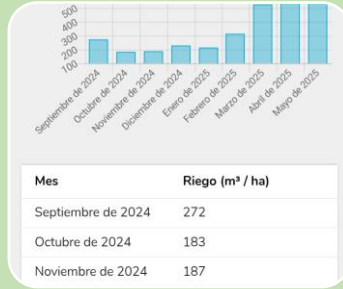 500
400
300
200
100
Septiembre de 2024
Octubre de 2024
Noviembre de 2024
Diciembre de 2024
Enero de 2025
Febrero de 2025
Marzo de 2025
Abril de 2025
Mayo de 2025
Mes Riego (m³ / ha)
Septiembre de 2024 272
Octubre de 2024 183
Noviembre de 2024 187